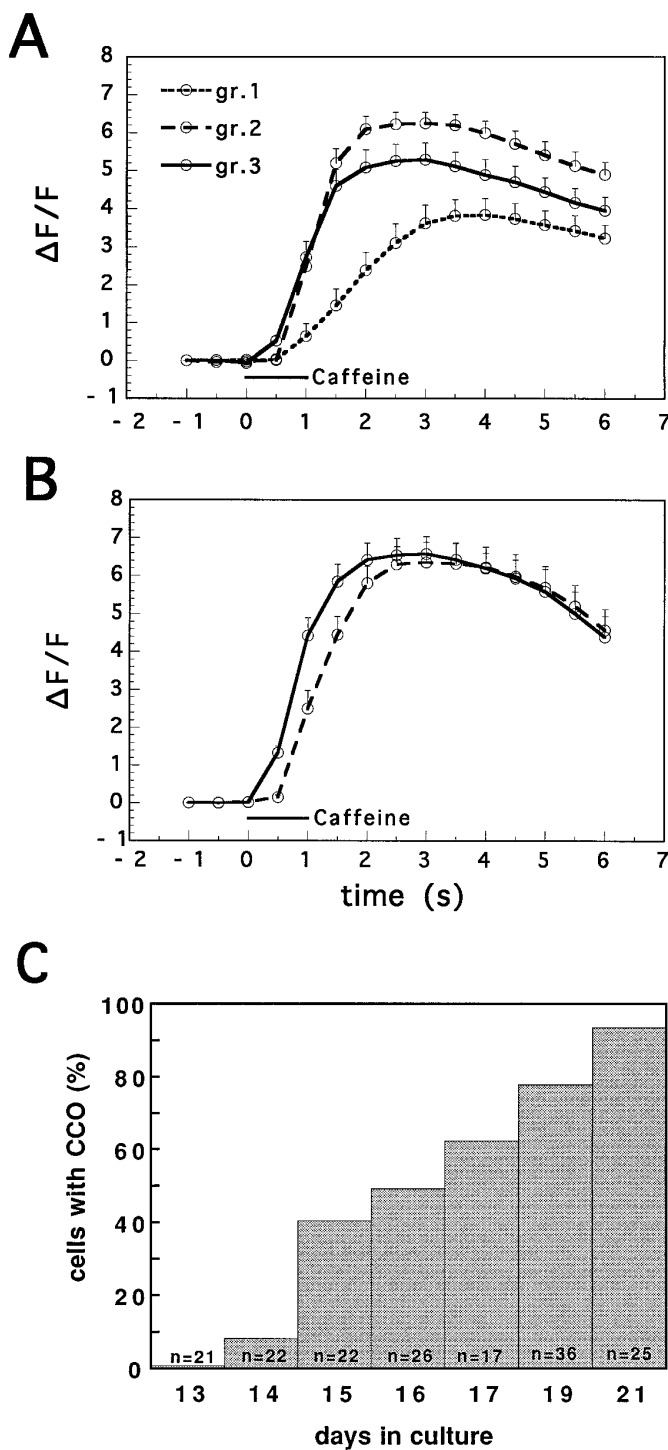 A
8
7
6
5
4
3
2
1
0
- 1
ΔF/F
gr.1
gr.2
gr.3
Caffeine
- 2 - 1 0 1 2 3 4 5 6 7
B
8
7
6
5
4
3
2
1
0
- 1
ΔF/F
Caffeine
- 2 - 1 0 1 2 3 4 5 6 7
time (s)
C
100
80
60
40
20
0
cells with CCO (%)
n=21 n=22 n=22 n=26 n=17 n=36 n=25
13 14 15 16 17 19 21
days in culture